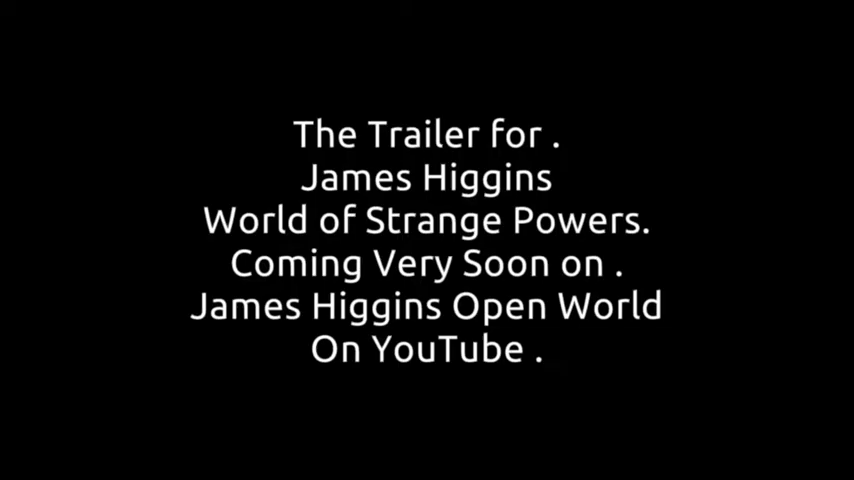 The Trailer for .
James Higgins
World of Strange Powers.
Coming Very Soon on .
James Higgins Open World
On YouTube .